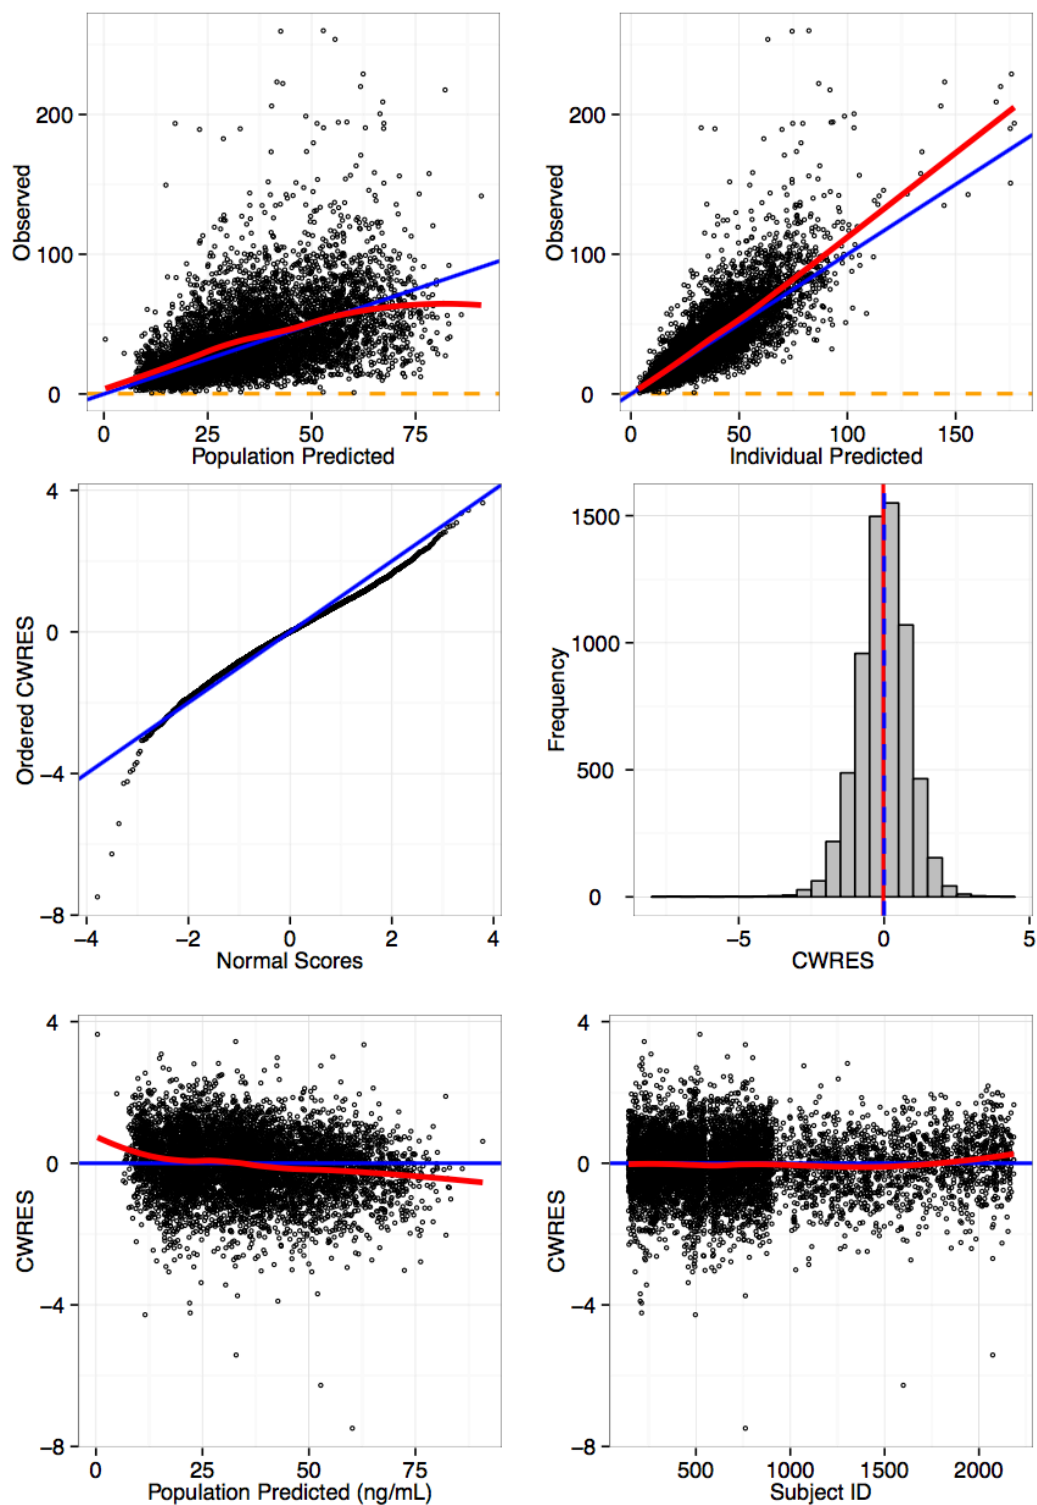 Observed
200
100
0
0 25 50 75
Population Predicted
Observed
200
100
0
0 50 100 150
Individual Predicted
Ordered CWRES
4
0
−4
−8
−4 −2 0 2 4
Normal Scores
Frequency
1500
1000
500
0
−5 0 5
CWRES
CWRES
4
0
−4
−8
0 25 50 75
Population Predicted (ng/mL)
CWRES
4
0
−4
−8
500 1000 1500 2000
Subject ID